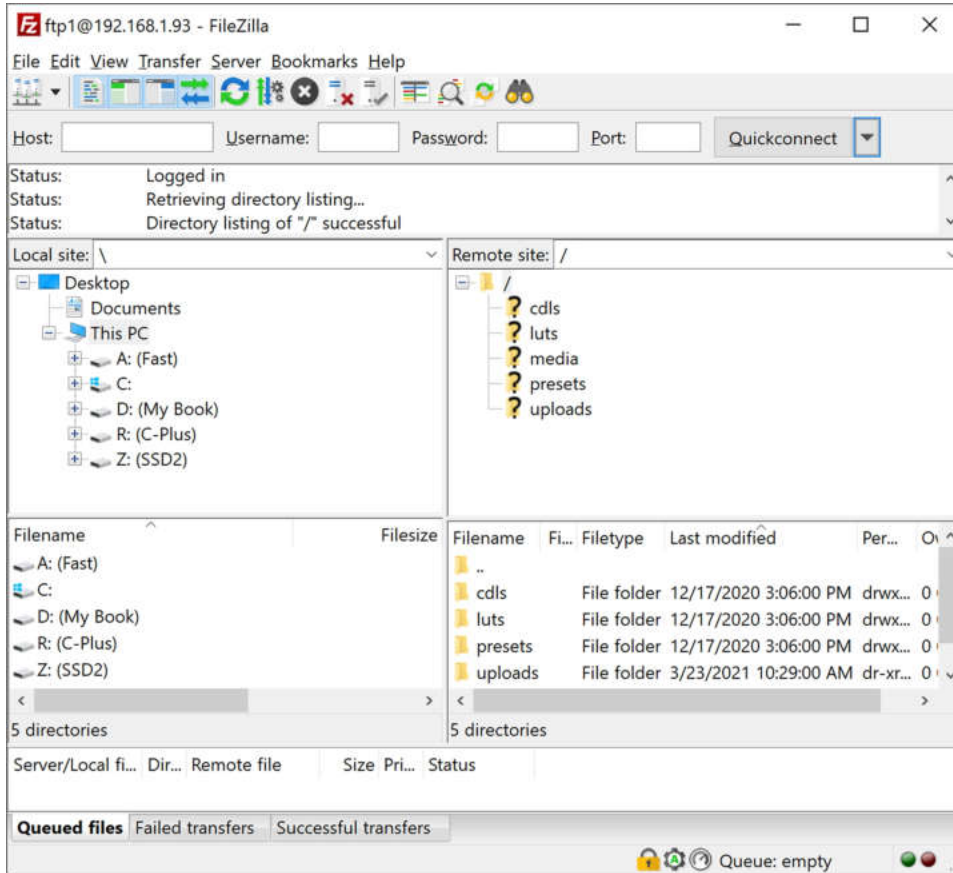 ftp1@192.168.1.93 - FileZilla
File Edit View Transfer Server Bookmarks Help
Host: Username: Password: Port: Quickconnect
Status: Logged in
Status: Retrieving directory listing...
Status: Directory listing of "/" successful
Local site: \
Desktop
Documents
This PC
A: (Fast)
C:
D: (My Book)
R: (C-Plus)
Z: (SSD2)
Remote site: /
/
cdls
luts
media
presets
uploads
Filename Filesize
A: (Fast)
C:
D: (My Book)
R: (C-Plus)
Z: (SSD2)
5 directories
Filename Fi... Filetype Last modified Per...
..
cdls File folder 12/17/2020 3:06:00 PM drwx... 0
luts File folder 12/17/2020 3:06:00 PM drwx... 0
presets File folder 12/17/2020 3:06:00 PM drwx... 0
uploads File folder 3/23/2021 10:29:00 AM dr-xr... 0
5 directories
Server/Local fi... Dir... Remote file Size Pri... Status
Queued files Failed transfers Successful transfers
Queue: empty